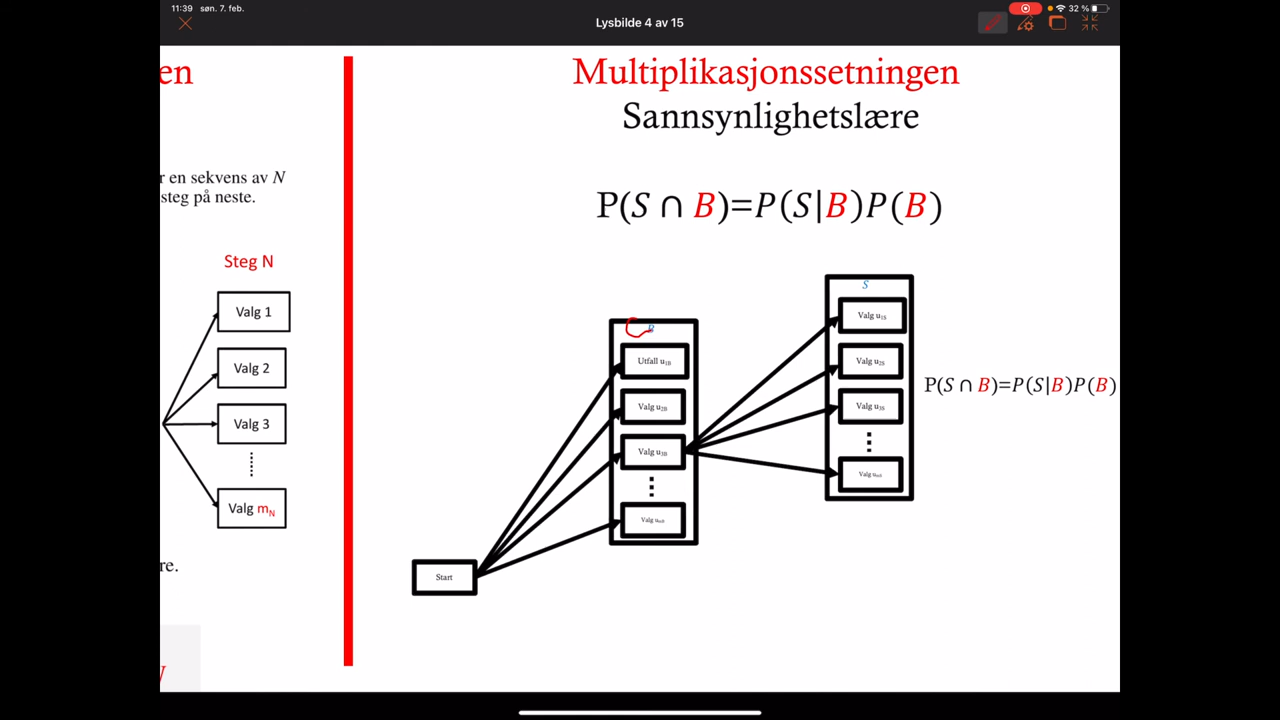 11:39 søn. 7. feb.
32 %
Lysbilde 4 av 15
en
r en sekvens av N
steg på neste.
Steg N
Valg 1
Valg 2
Valg 3
Valg mN
re.
Multiplikasjonssetningen
Sannsynlighetslære
P(S ∩ B)=P(S|B)P(B)
B
Utfall u1B
Valg u2B
Valg u3B
Start
S
Valg u1S
Valg u2S
Valg u3S
P(S ∩ B)=P(S|B)P(B)